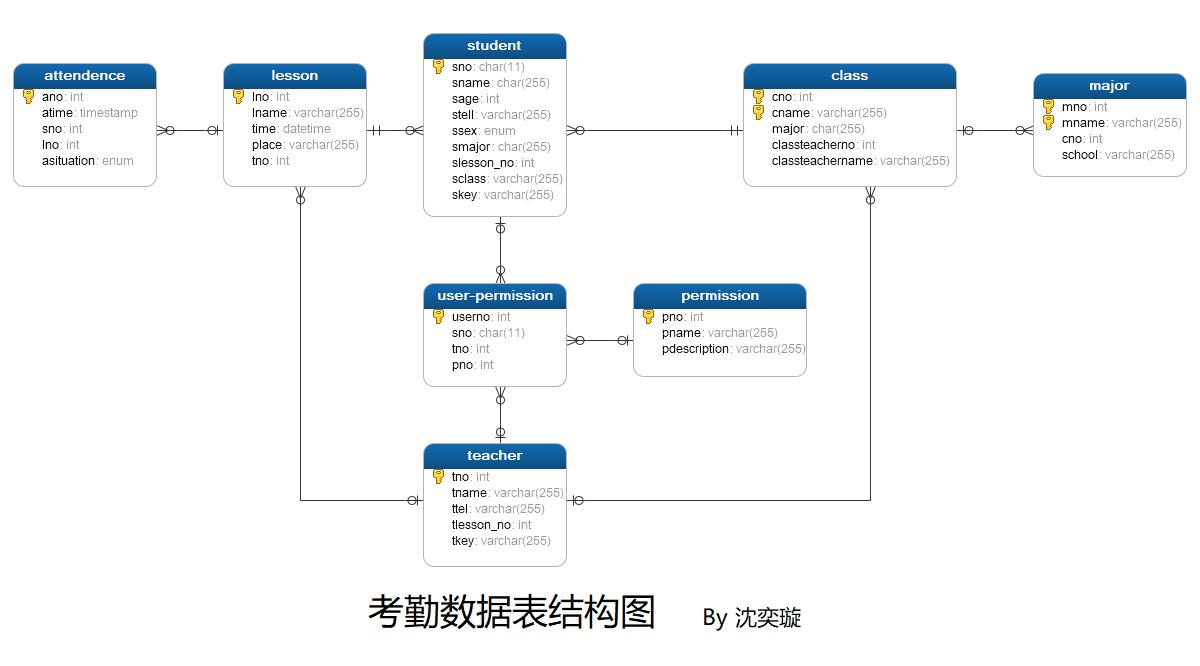 attendence
ano: int
atime: timestamp
sno: int
lno: int
asituation: enum
lesson
lno: int
lname: varchar(255)
time: datetime
place: varchar(255)
tno: int
student
sno: char(11)
sname: char(255)
sage: int
stell: varchar(255)
ssex: enum
smajor: char(255)
slesson_no: int
sclass: varchar(255)
skey: varchar(255)
class
cno: int
cname: varchar(255)
major: char(255)
classteacherno: int
classteachername: varchar(255)
major
mno: int
mname: varchar(255)
cno: int
school: varchar(255)
user-permission
userno: int
sno: char(11)
tno: int
pno: int
permission
pno: int
pname: varchar(255)
pdescription: varchar(255)
teacher
tno: int
tname: varchar(255)
ttel: varchar(255)
tlesson_no: int
tkey: varchar(255)
考勤数据表结构图 By 沈奕璇